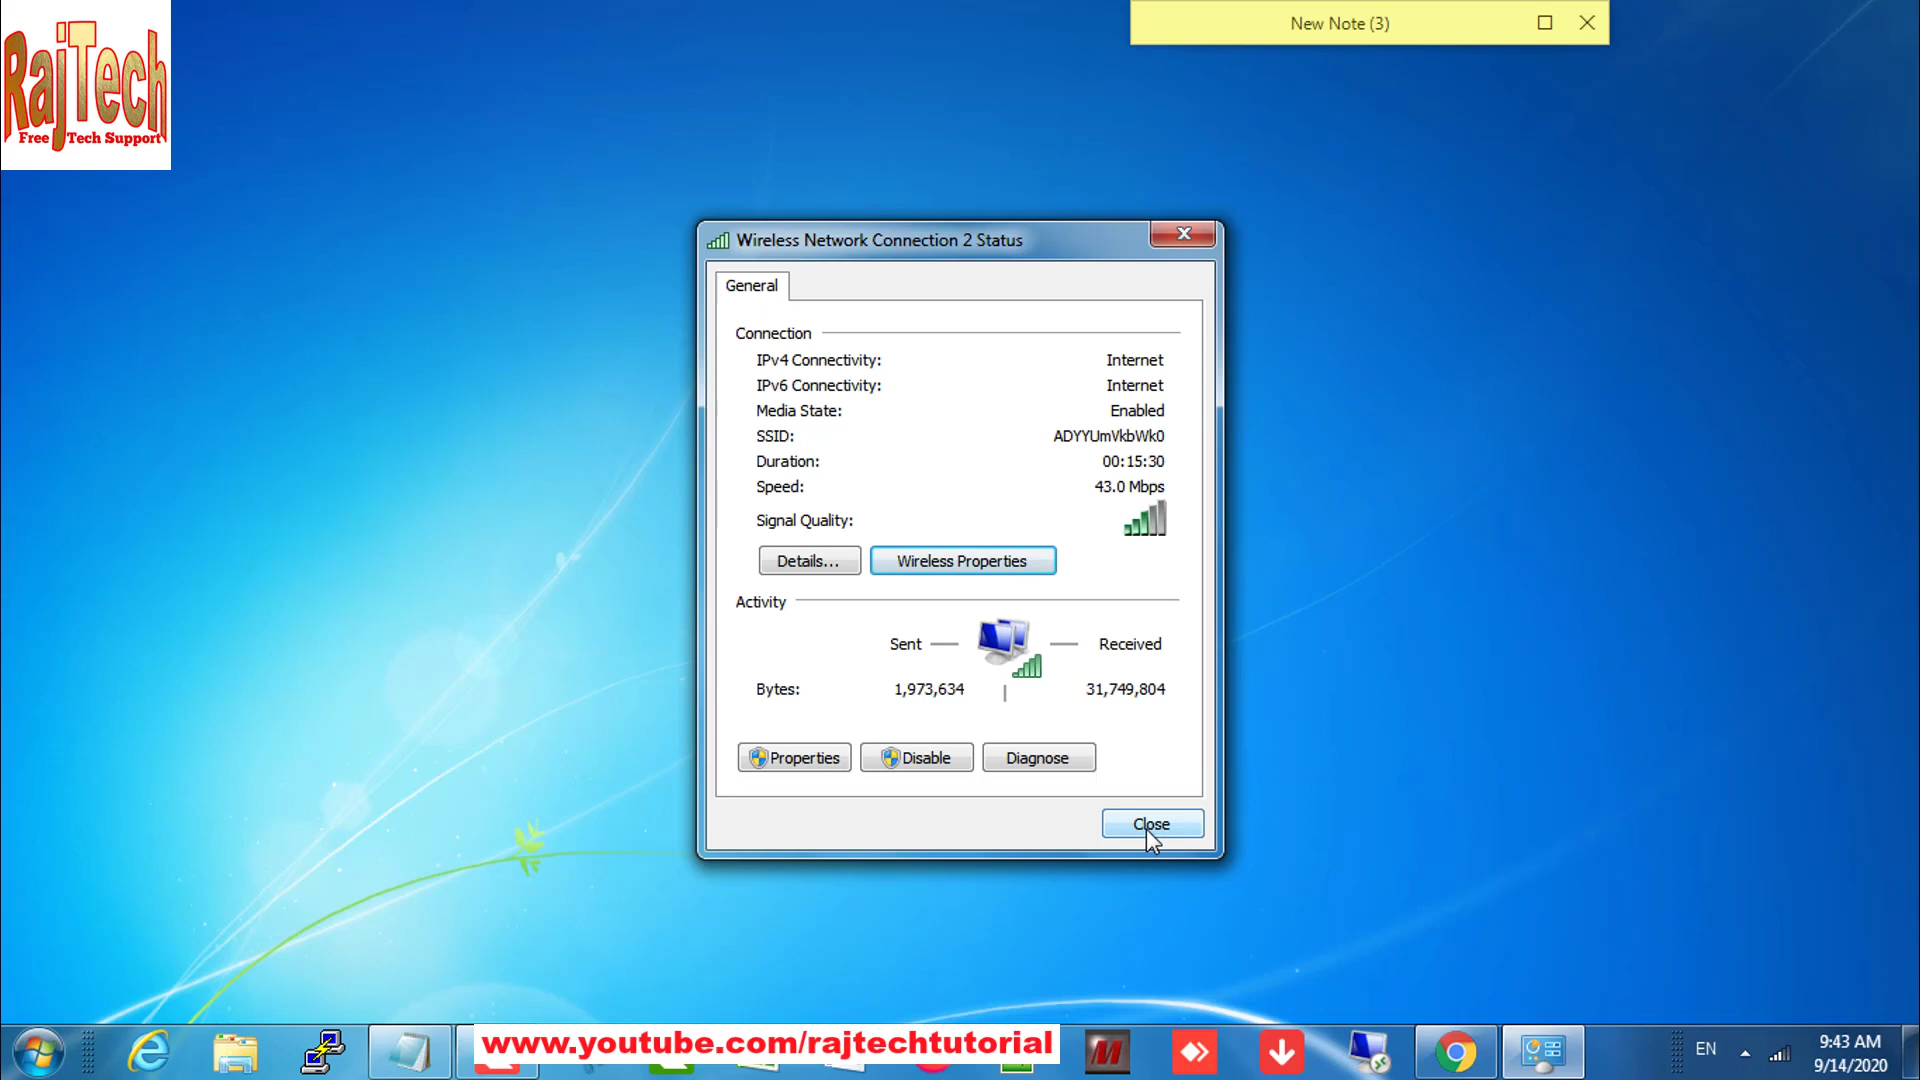 RajTech
Free Tech Support
New Note (3)
Wireless Network Connection 2 Status
General
Connection
IPv4 Connectivity: Internet
IPv6 Connectivity: Internet
Media State: Enabled
SSID: ADYYUmVkbWk0
Duration: 00:15:30
Speed: 43.0 Mbps
Signal Quality:
Details... Wireless Properties
Activity
Sent Received
Bytes: 1,973,634 31,749,804
Properties Disable Diagnose
Close
www.youtube.com/rajtechtutorial
EN
9:43 AM
9/14/2020